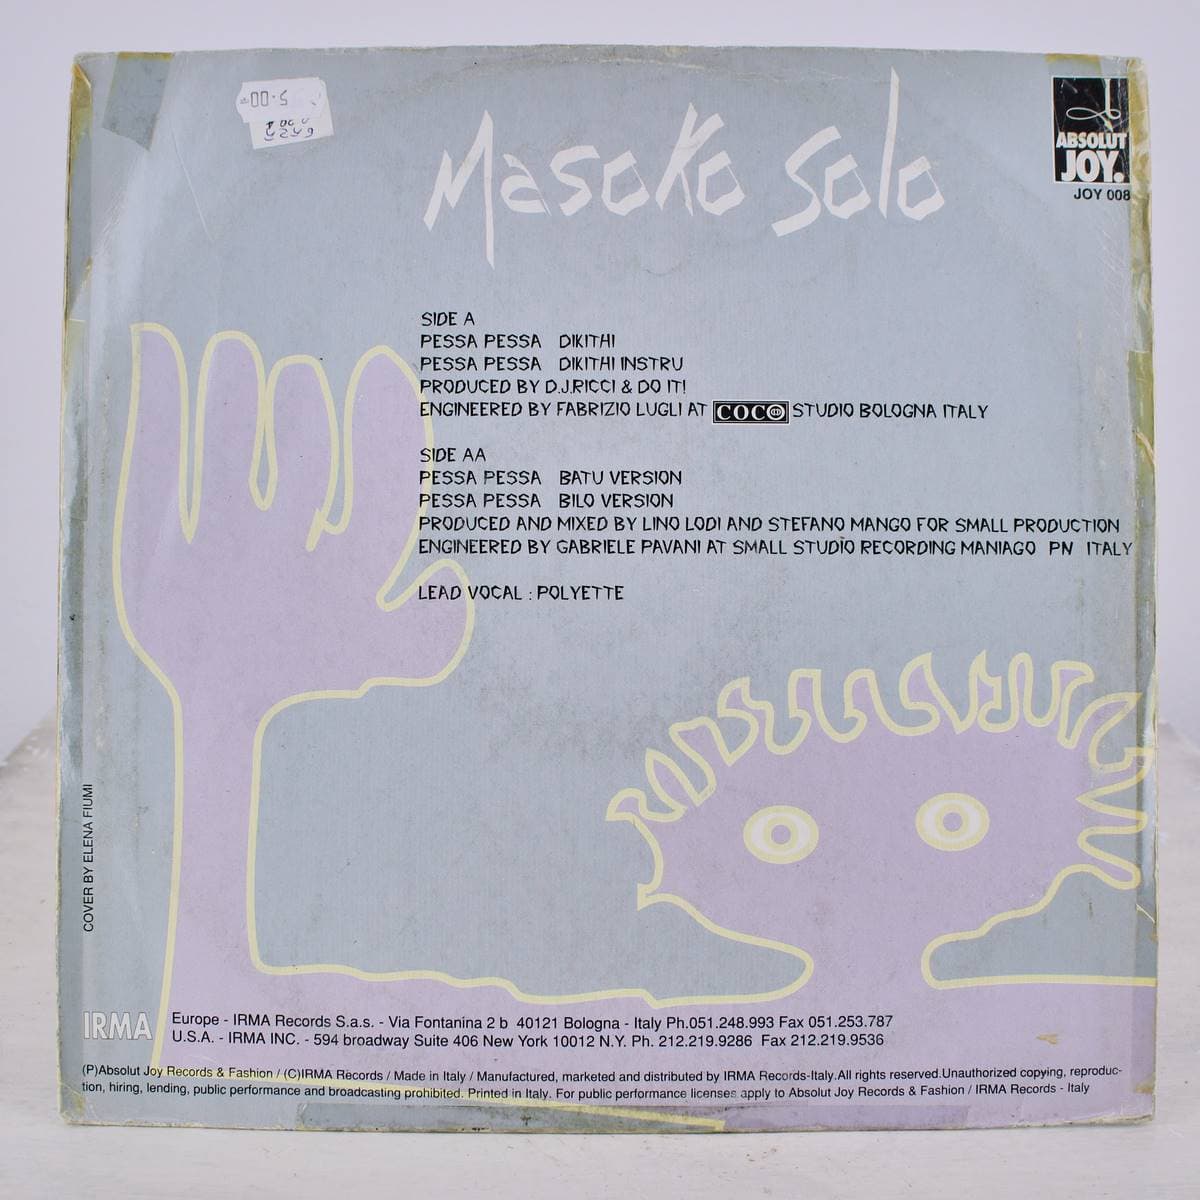 Masoko Solo
ABSOLUT
JOY.
JOY 008
SIDE A
PESSA PESSA DIKITHI
PESSA PESSA DIKITHI INSTRU
PRODUCED BY D.J.RICCI & DO IT!
ENGINEERED BY FABRIZIO LUGLI AT COCO STUDIO BOLOGNA ITALY
SIDE AA
PESSA PESSA BATU VERSION
PESSA PESSA BILO VERSION
PRODUCED AND MIXED BY LINO LODI AND STEFANO MANGO FOR SMALL PRODUCTION
ENGINEERED BY GABRIELE PAVANI AT SMALL STUDIO RECORDING MANIAGO PN ITALY
LEAD VOCAL : POLYETTE
COVER BY ELENA FIUMI
IRMA
Europe - IRMA Records S.a.s. - Via Fontanina 2 b 40121 Bologna - Italy Ph.051.248.993 Fax 051.253.787
U.S.A. - IRMA INC. - 594 broadway Suite 406 New York 10012 N.Y. Ph. 212.219.9286 Fax 212.219.9536
(P)Absolut Joy Records & Fashion / (C)IRMA Records / Made in Italy / Manufactured, marketed and distributed by IRMA Records-Italy.All rights reserved.Unauthorized copying, reproduc-
tion, hiring, lending, public performance and broadcasting prohibited. Printed in Italy. For public performance licenses apply to Absolut Joy Records & Fashion / IRMA Records - Italy